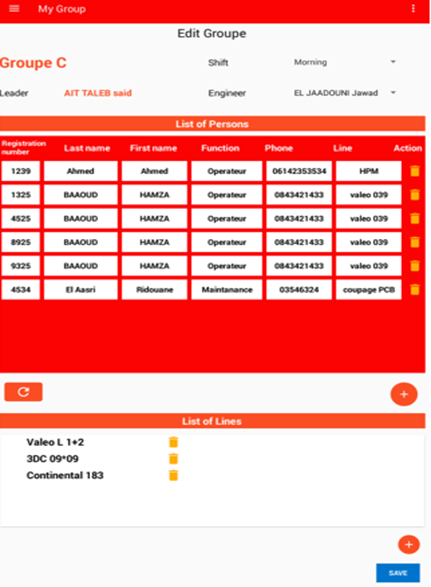 My Group
Edit Groupe
Groupe C Shift Morning
Leader AIT TALEB said Engineer EL JAADOUNI Jawad
List of Persons
Registration number Last name First name Function Phone Line Action
1239 Ahmed Ahmed Operateur 06142353534 HPM
1325 BAAOUD HAMZA Operateur 0843421433 valeo 039
4525 BAAOUD HAMZA Operateur 0843421433 valeo 039
8925 BAAOUD HAMZA Operateur 0843421433 valeo 039
9325 BAAOUD HAMZA Operateur 0843421433 valeo 039
4534 El Aasri Ridouane Maintanance 03546324 coupage PCB
List of Lines
Valeo L 1+2
3DC 09*09
Continental 183
SAVE